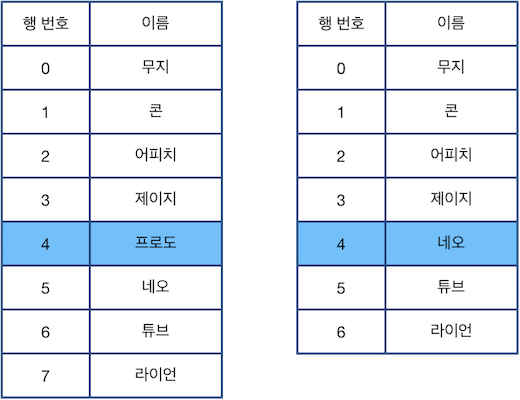 행 번호 이름
0 무지
1 콘
2 어피치
3 제이지
4 프로도
5 네오
6 튜브
7 라이언
행 번호 이름
0 무지
1 콘
2 어피치
3 제이지
4 네오
5 튜브
6 라이언